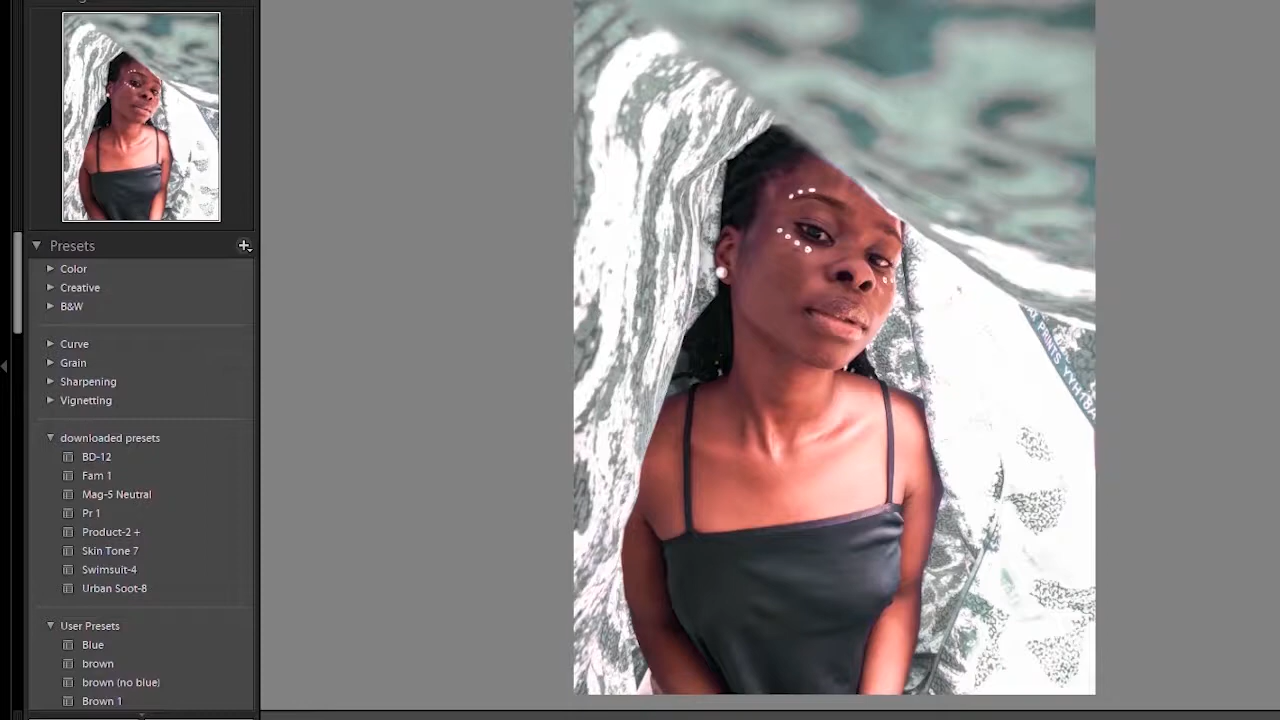 Presets
Color
Creative
B&W
Curve
Grain
Sharpening
Vignetting
downloaded presets
BD-12
Fam 1
Mag-5 Neutral
Pr 1
Product-2 +
Skin Tone 7
Swimsuit-4
Urban Soot-8
User Presets
Blue
brown
brown (no blue)
Brown 1
PRINTS